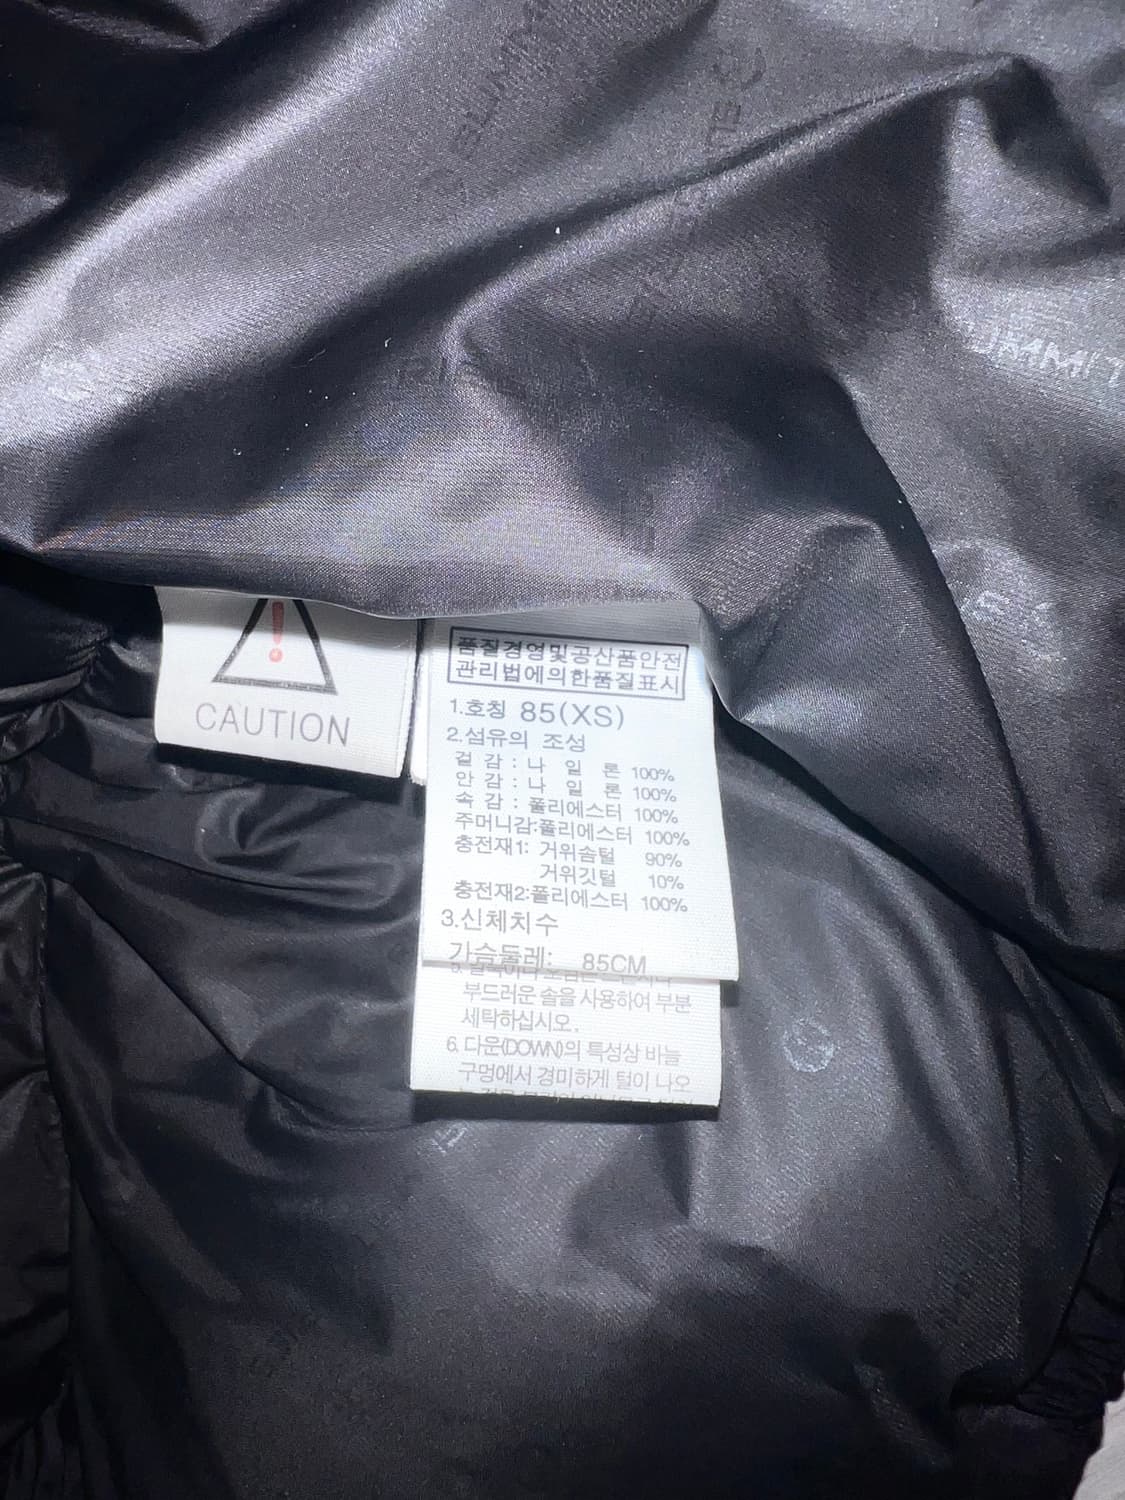 UMMIT
CAUTION
품질경영및공산품안전
관리법에의한품질표시
1.호칭 85(XS)
2.섬유의 조성
겉 감 : 나 일 론 100%
안 감 : 나 일 론 100%
속 감 : 폴리에스터 100%
주머니감:폴리에스터 100%
충전재1: 거위솜털 90%
거위깃털 10%
충전재2:폴리에스터 100%
3.신체치수
가슴둘레: 85CM
부드러운 솔을 사용하여 부분
세탁하십시오.
6. 다운(DOWN)의 특성상 바늘
구멍에서 경미하게 털이 나오